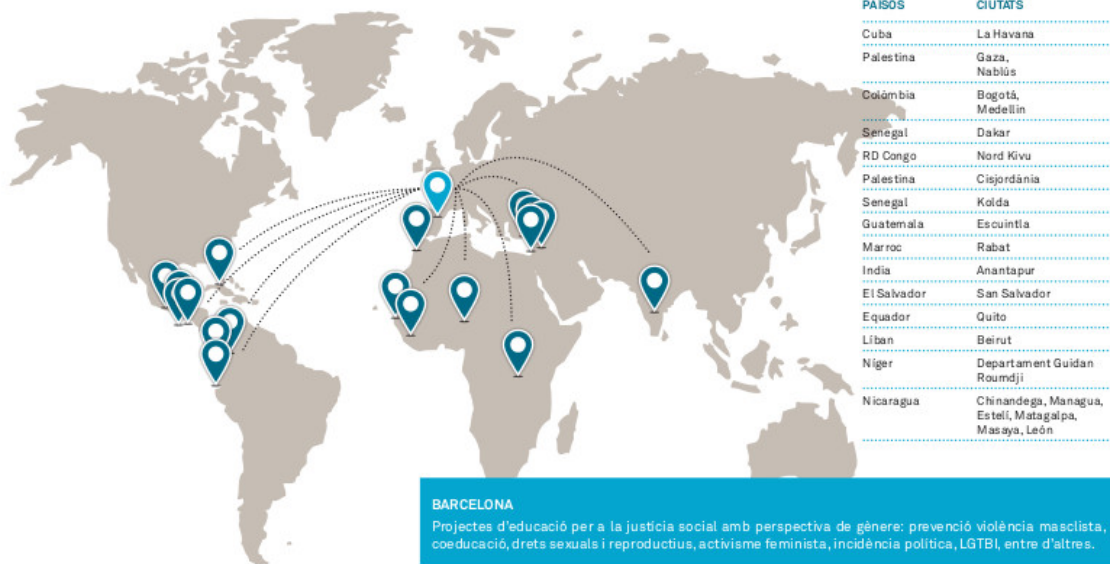 PAÏSOS CIUTATS
Cuba La Havana
Palestina Gaza,
Nablús
Colòmbia Bogotá,
Medellin
Senegal Dakar
RD Congo Nord Kivu
Palestina Cisjordània
Senegal Kolda
Guatemala Escuintla
Marroc Rabat
India Anantapur
El Salvador San Salvador
Equador Quito
Líban Beirut
Níger Departament Guidan
Roumdji
Nicaragua Chinandega, Managua,
Estelí, Matagalpa,
Masaya, León
BARCELONA
Projectes d'educació per a la justícia social amb perspectiva de gènere: prevenció violència masclista,
coeducació, drets sexuals i reproductius, activisme feminista, incidència política, LGTBI, entre d'altres.